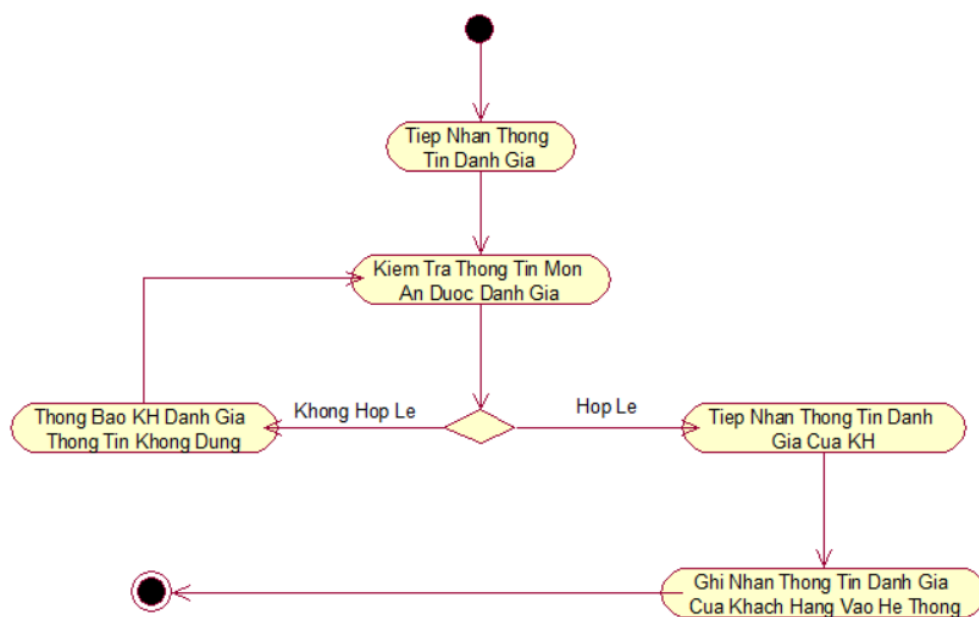 Tiep Nhan Thong
Tin Danh Gia
Kiem Tra Thong Tin Mon
An Duoc Danh Gia
Khong Hop Le
Hop Le
Thong Bao KH Danh Gia
Thong Tin Khong Dung
Tiep Nhan Thong Tin Danh
Gia Cua KH
Ghi Nhan Thong Tin Danh Gia
Cua Khach Hang Vao He Thong